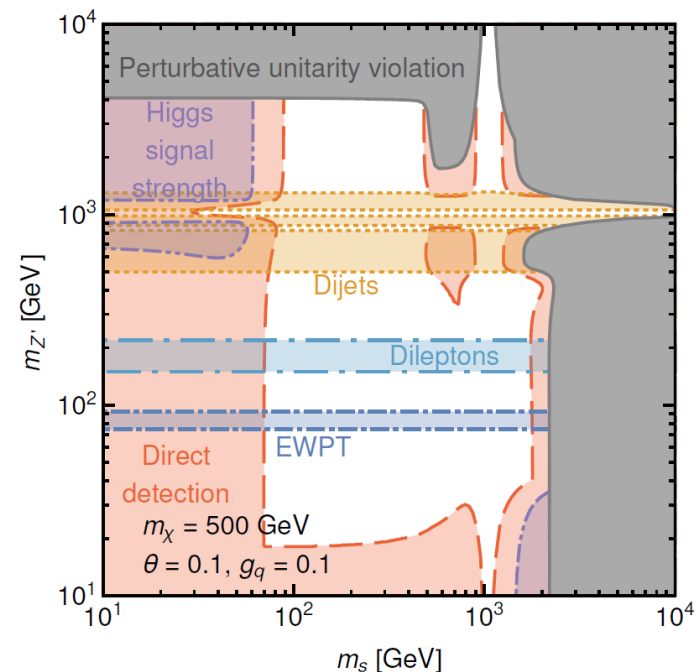 10⁴
Perturbative unitarity violation
Higgs
signal
strength
10³
Dijets
m_Z' [GeV]
Dileptons
10²
EWPT
Direct
detection
m_χ = 500 GeV
θ = 0.1, g_q = 0.1
10¹
10¹ 10² 10³ 10⁴
m_s [GeV]